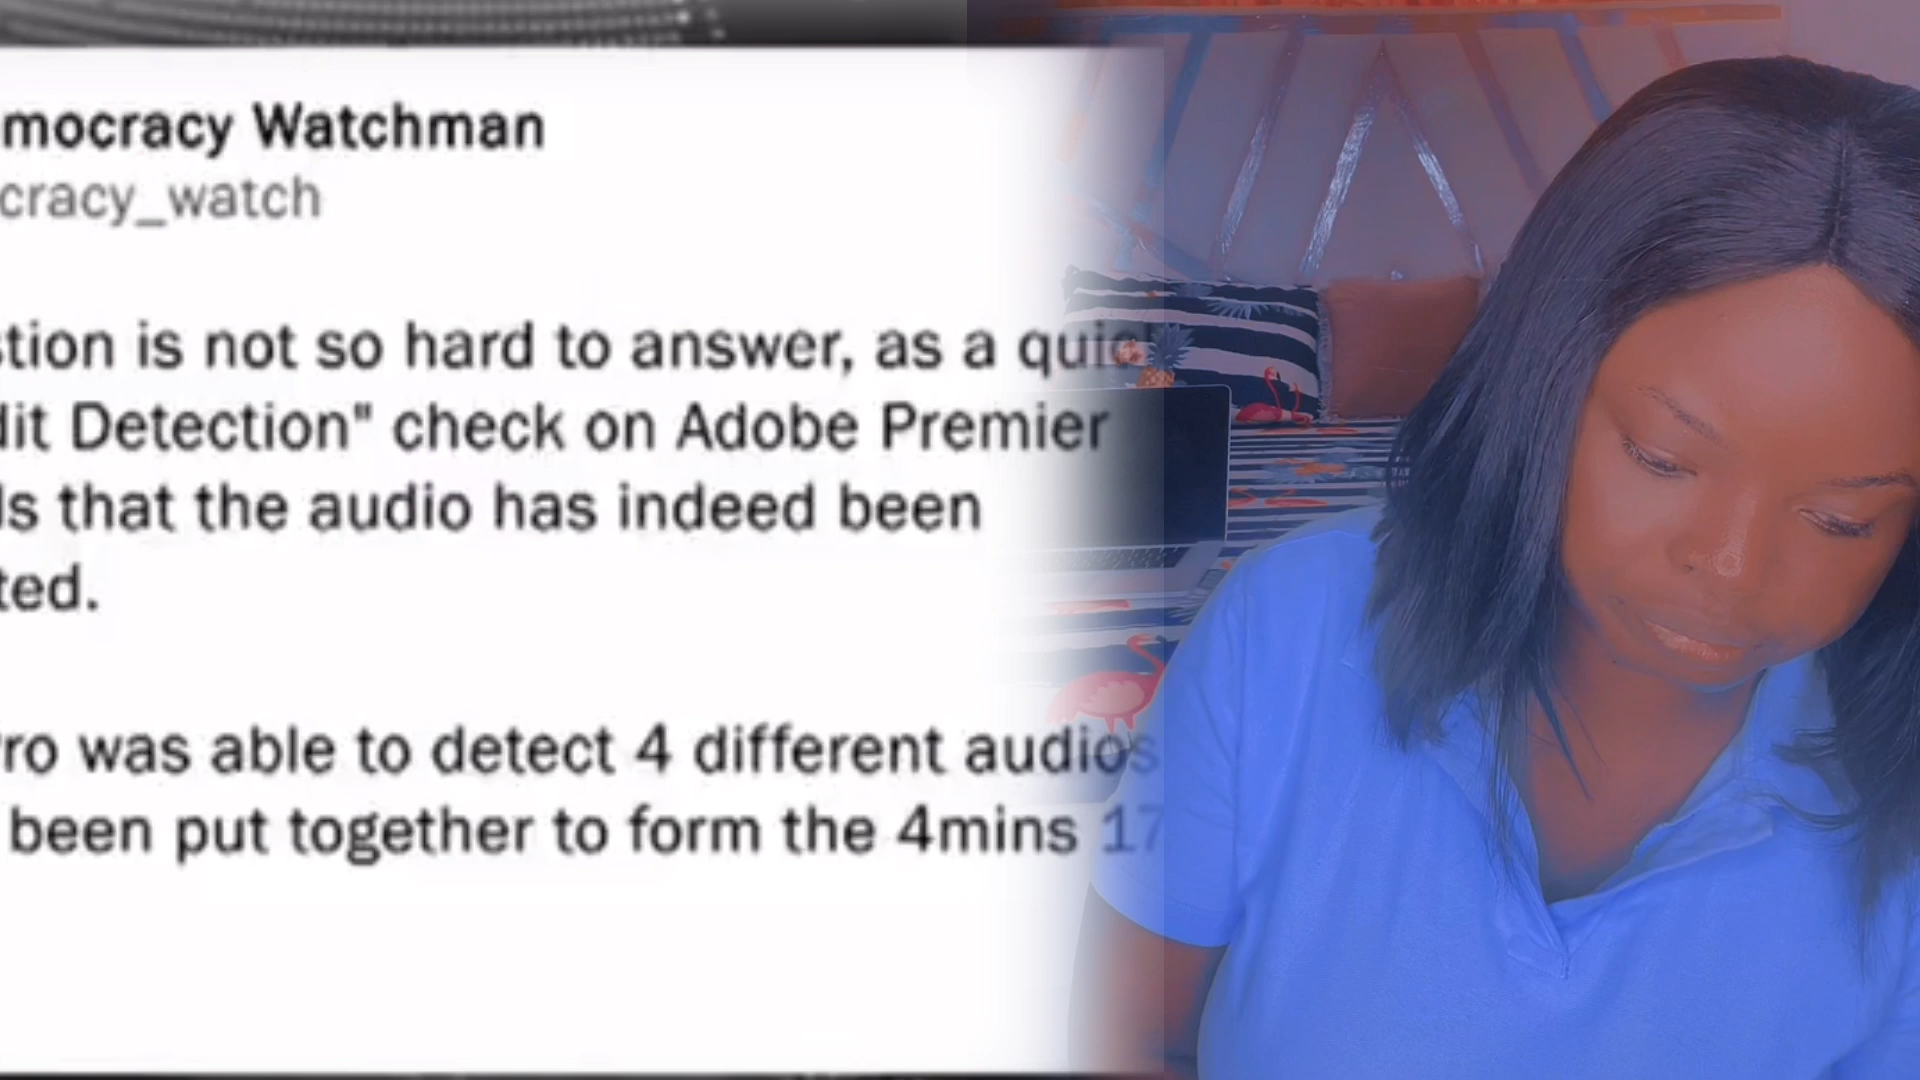 mocracy Watchman
cracy_watch
stion is not so hard to answer, as a quic
dit Detection" check on Adobe Premier
ls that the audio has indeed been
ted.
ro was able to detect 4 different audios
been put together to form the 4mins 17